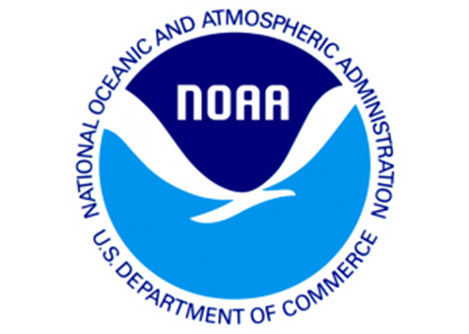 NATIONAL OCEANIC AND ATMOSPHERIC ADMINISTRATION
NOAA
U.S. DEPARTMENT OF COMMERCE